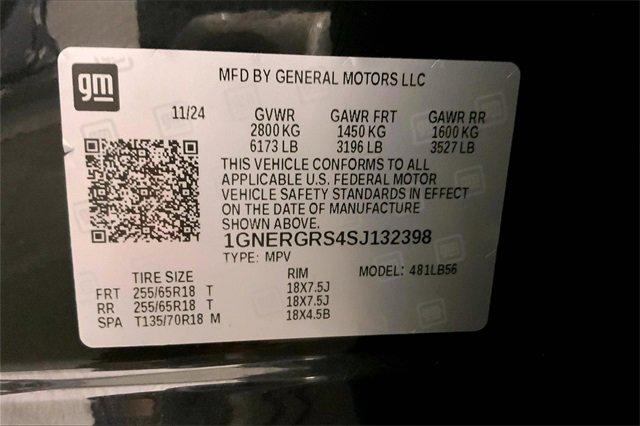 gm
MFD BY GENERAL MOTORS LLC
11/24 GVWR GAWR FRT GAWR RR
2800 KG 1450 KG 1600 KG
6173 LB 3196 LB 3527 LB
THIS VEHICLE CONFORMS TO ALL
APPLICABLE U.S. FEDERAL MOTOR
VEHICLE SAFETY STANDARDS IN EFFECT
ON THE DATE OF MANUFACTURE
SHOWN ABOVE.
1GNERGRS4SJ132398
TYPE: MPV MODEL: 481LB56
TIRE SIZE RIM
FRT 255/65R18 T 18X7.5J
RR 255/65R18 T 18X7.5J
SPA T135/70R18 M 18X4.5B